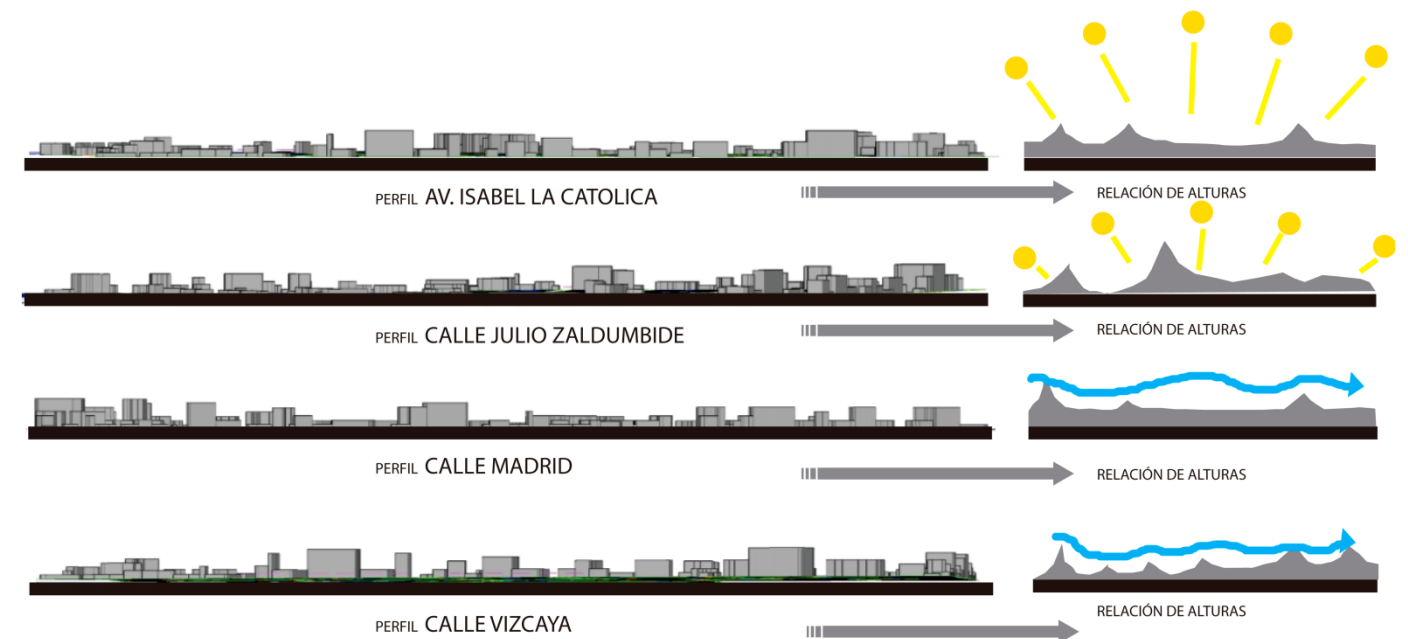 PERFIL AV. ISABEL LA CATOLICA
RELACIÓN DE ALTURAS
PERFIL CALLE JULIO ZALDUMBIDE
RELACIÓN DE ALTURAS
PERFIL CALLE MADRID
RELACIÓN DE ALTURAS
PERFIL CALLE VIZCAYA
RELACIÓN DE ALTURAS